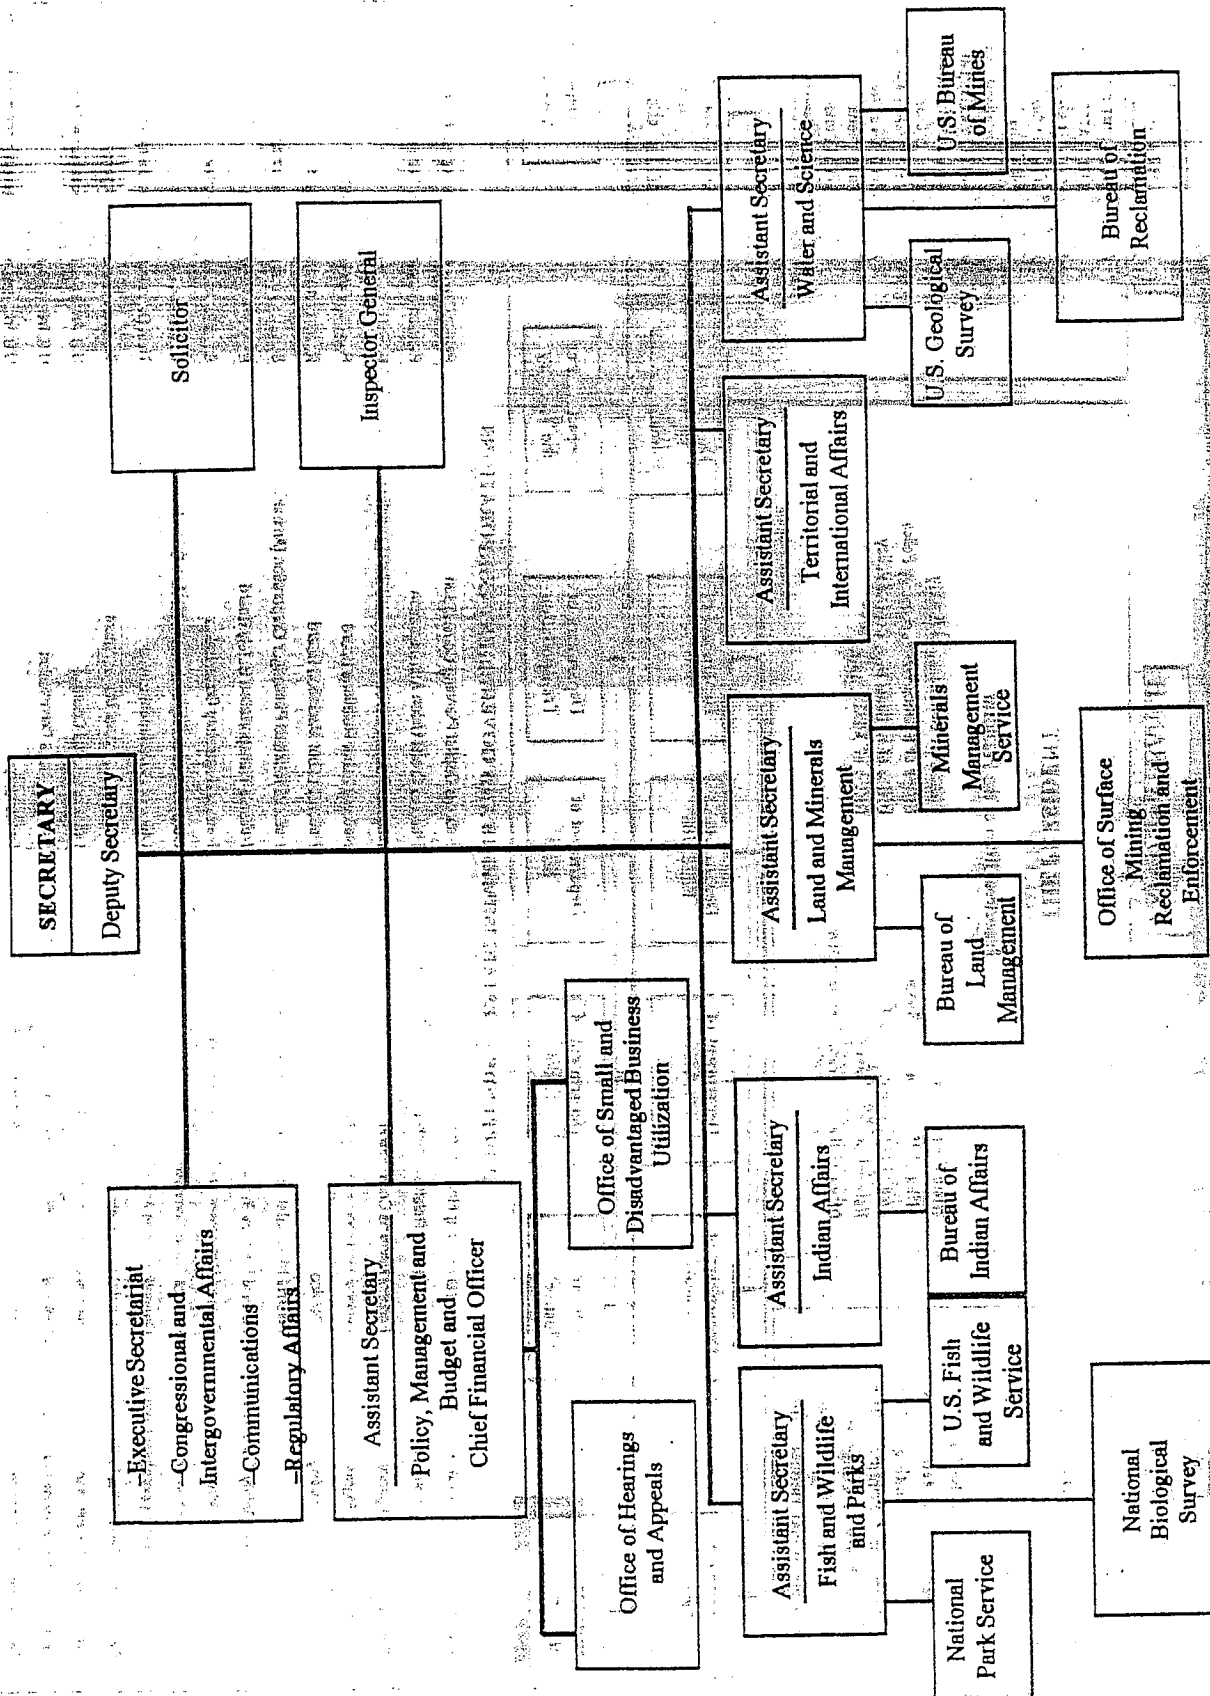 SECRETARY
Deputy Secretary
-Executive Secretariat
-Congressional and
Intergovernmental Affairs
-Communications
-Regulatory Affairs
Solicitor
Assistant Secretary
Policy, Management and
Budget and
Chief Financial Officer
Inspector General
Office of Hearings
and Appeals
Office of Small and
Disadvantaged Business
Utilization
Assistant Secretary
Fish and Wildlife
and Parks
Assistant Secretary
Indian Affairs
Assistant Secretary
Land and Minerals
Management
Assistant Secretary
Territorial and
International Affairs
Assistant Secretary
Water and Science
National
Park Service
U.S. Fish
and Wildlife
Service
Bureau of
Indian Affairs
Bureau of
Land
Management
Minerals
Management
Service
U.S. Geological
Survey
U.S. Bureau
of Mines
National
Biological
Survey
Office of Surface
Mining
Reclamation and
Enforcement
Bureau of
Reclamation